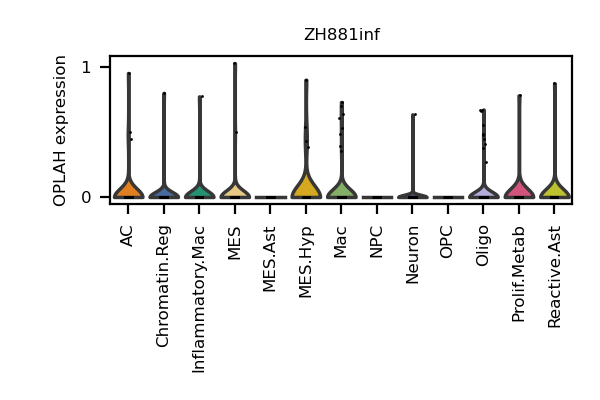 ZH881inf
OPLAH expression
1
0
AC
Chromatin.Reg
Inflammatory.Mac
MES
MES.Ast
MES.Hyp
Mac
NPC
Neuron
OPC
Oligo
Prolif.Metab
Reactive.Ast